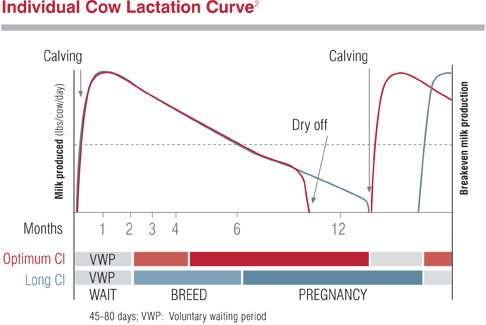 Individual Cow Lactation Curve2
Calving
Calving
Milk produced (lbs/cow/day)
Breakeven milk production
Dry off
Months 1 2 3 4 6 12
Optimum CI VWP
Long CI VWP
WAIT BREED PREGNANCY
45-80 days; VWP: Voluntary waiting period